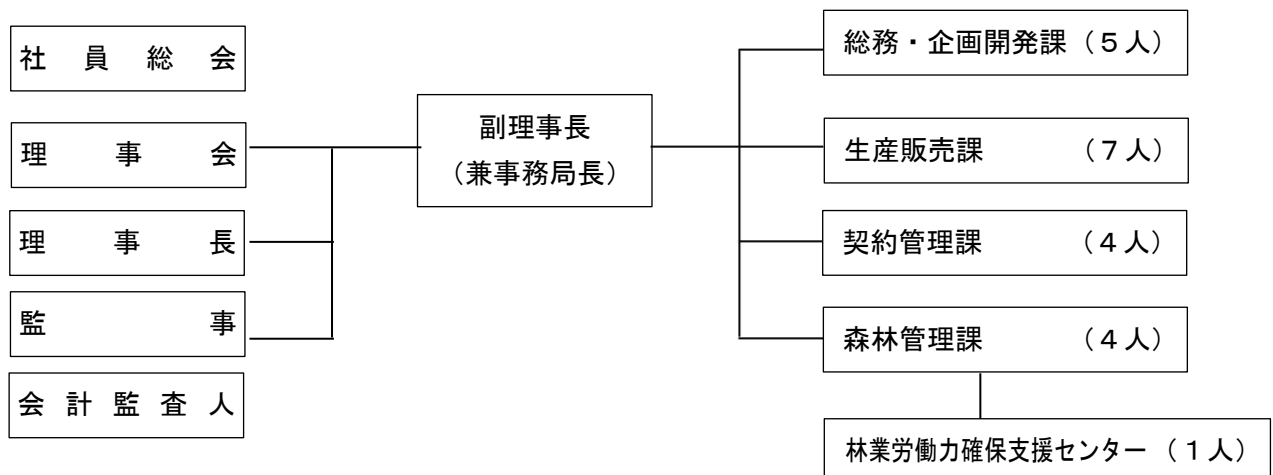 社員総会
理事会
理事長
監事
会計監査人
副理事長
（兼事務局長）
総務・企画開発課（５人）
生産販売課（７人）
契約管理課（４人）
森林管理課（４人）
林業労働力確保支援センター（１人）